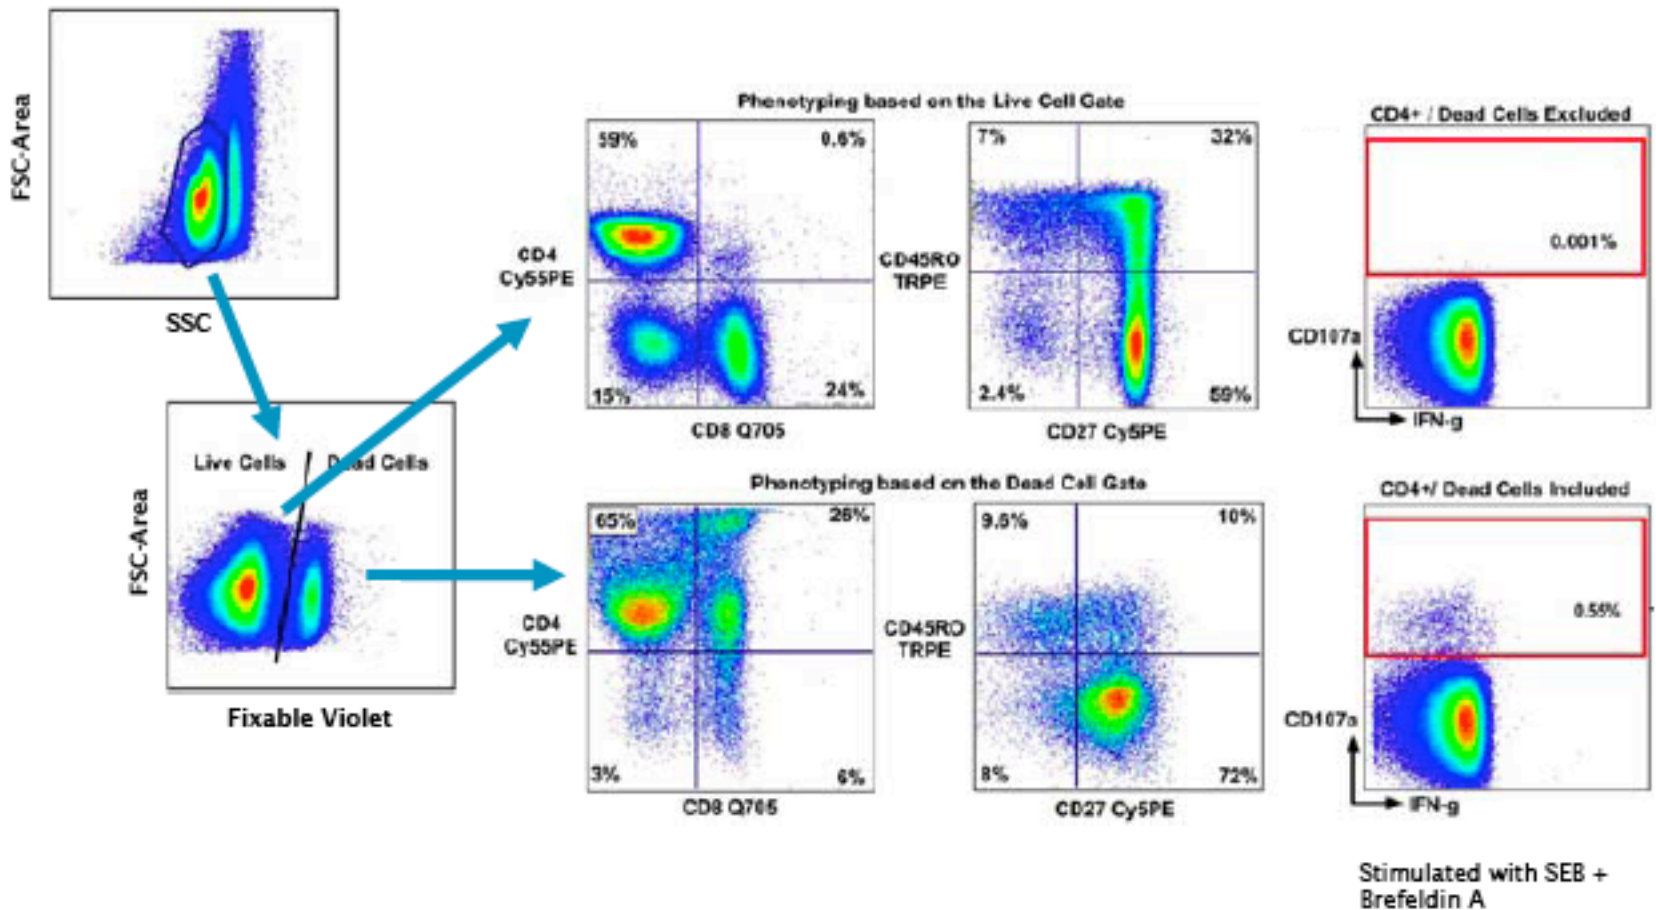 FSC-Area
SSC
Live Cells
Dead Cells
FSC-Area
Fixable Violet
Phenotyping based on the Live Cell Gate
59%
0.6%
CD4
Cy55PE
15%
24%
CD8 Q705
7%
32%
CD45RO
TRPE
2.4%
59%
CD27 Cy5PE
CD4+ / Dead Cells Excluded
0.001%
CD107a
IFN-g
Phenotyping based on the Dead Cell Gate
65%
26%
CD4
Cy55PE
3%
6%
CD8 Q705
9.6%
10%
CD45RO
TRPE
8%
72%
CD27 Cy5PE
CD4+/ Dead Cells Included
0.55%
CD107a
IFN-g
Stimulated with SEB +
Brefeldin A